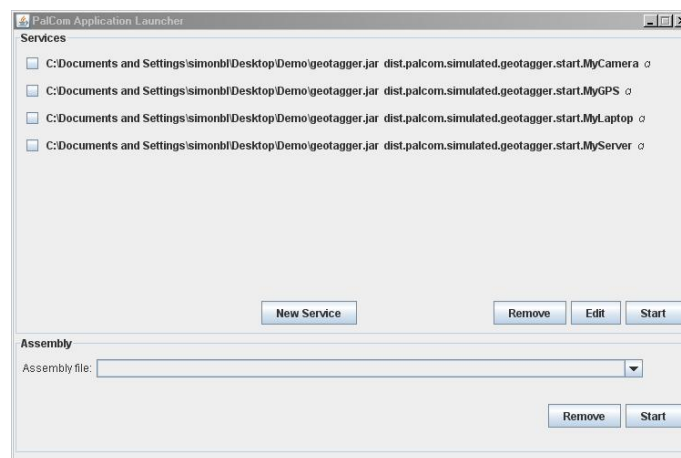 PalCom Application Launcher
Services
C:\Documents and Settings\simonbl\Desktop\Demo\geotagger.jar dist.palcom.simulated.geotagger.start.MyCamera
C:\Documents and Settings\simonbl\Desktop\Demo\geotagger.jar dist.palcom.simulated.geotagger.start.MyGPS
C:\Documents and Settings\simonbl\Desktop\Demo\geotagger.jar dist.palcom.simulated.geotagger.start.MyLaptop
C:\Documents and Settings\simonbl\Desktop\Demo\geotagger.jar dist.palcom.simulated.geotagger.start.MyServer
New Service Remove Edit Start
Assembly
Assembly file:
Remove Start